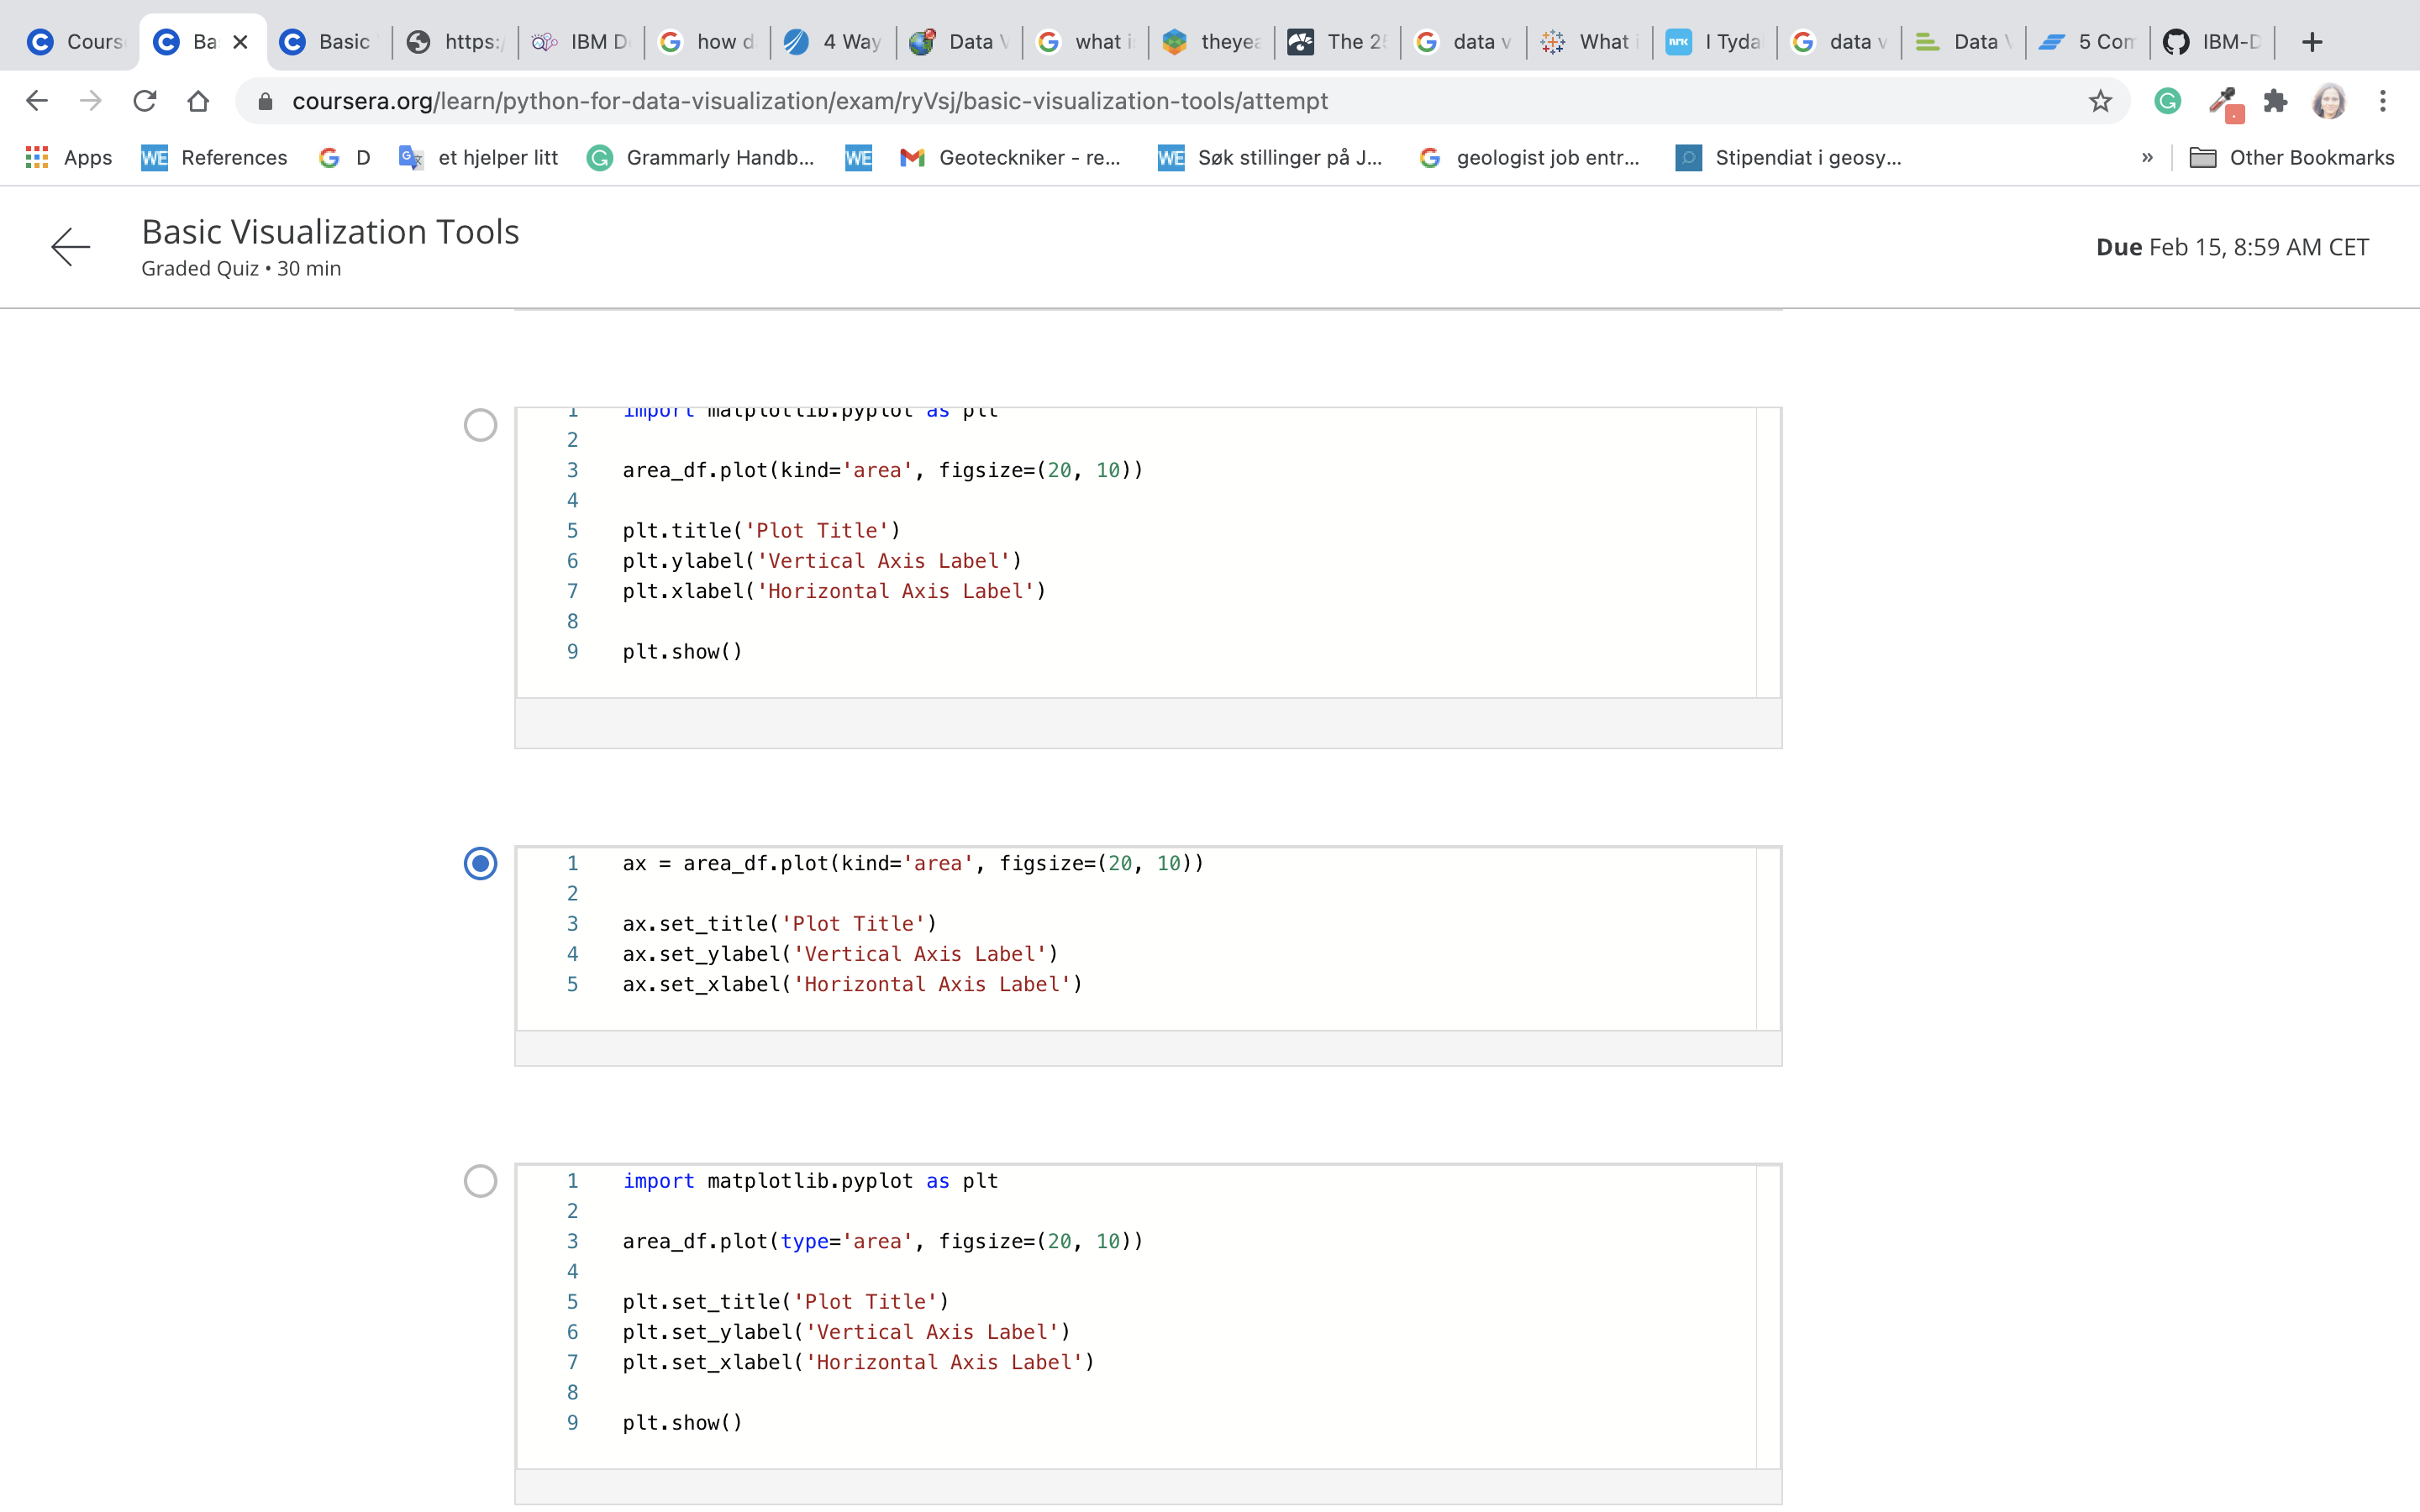 Cours
Ba
Basic
https:/
IBM D
how d
4 Way
Data V
what i
theyea
The 25
data v
What i
I Tyda
data v
Data V
5 Com
IBM-D
coursera.org/learn/python-for-data-visualization/exam/ryVsj/basic-visualization-tools/attempt
Apps
WE References
G D
et hjelper litt
Grammarly Handb...
WE
Geoteckniker - re...
WE Søk stillinger på J...
geologist job entr...
Stipendiat i geosy...
»
Other Bookmarks
Basic Visualization Tools
Graded Quiz • 30 min
Due Feb 15, 8:59 AM CET
1 import matplotlib.pyplot as plt
2
3 area_df.plot(kind='area', figsize=(20, 10))
4
5 plt.title('Plot Title')
6 plt.ylabel('Vertical Axis Label')
7 plt.xlabel('Horizontal Axis Label')
8
9 plt.show()
1 ax = area_df.plot(kind='area', figsize=(20, 10))
2
3 ax.set_title('Plot Title')
4 ax.set_ylabel('Vertical Axis Label')
5 ax.set_xlabel('Horizontal Axis Label')
1 import matplotlib.pyplot as plt
2
3 area_df.plot(type='area', figsize=(20, 10))
4
5 plt.set_title('Plot Title')
6 plt.set_ylabel('Vertical Axis Label')
7 plt.set_xlabel('Horizontal Axis Label')
8
9 plt.show()